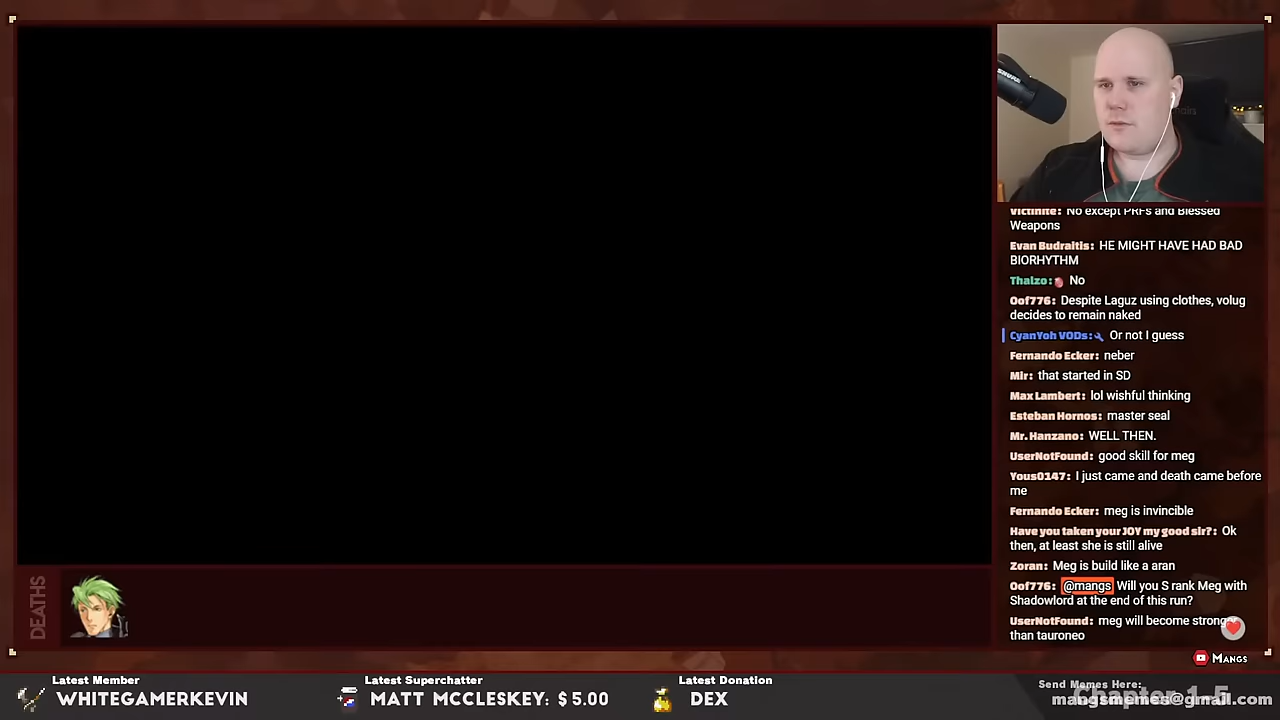 Victinite: No except PRFs and Blessed
Weapons
Evan Budraitis: HE MIGHT HAVE HAD BAD
BIORHYTHM
Thalzo: No
Oof776: Despite Laguz using clothes, volug
decides to remain naked
CyanYoh VODs: Or not I guess
Fernando Ecker: neber
Mir: that started in SD
Max Lambert: lol wishful thinking
Esteban Hornos: master seal
Mr. Hanzano: WELL THEN.
UserNotFound: good skill for meg
Yous0147: I just came and death came before
me
Fernando Ecker: meg is invincible
Have you taken your JOY my good sir?: Ok
then, at least she is still alive
Zoran: Meg is build like a aran
Oof776: @mangs Will you S rank Meg with
Shadowlord at the end of this run?
UserNotFound: meg will become stronger
than tauroneo
DEATHS
MANGS
Latest Member
WHITEGAMERKEVIN
Latest Superchatter
MATT MCCLESKEY: $5.00
Latest Donation
DEX
Send Memes Here:
mangsmemes@gmail.com
Chapter 1-5
SHURE